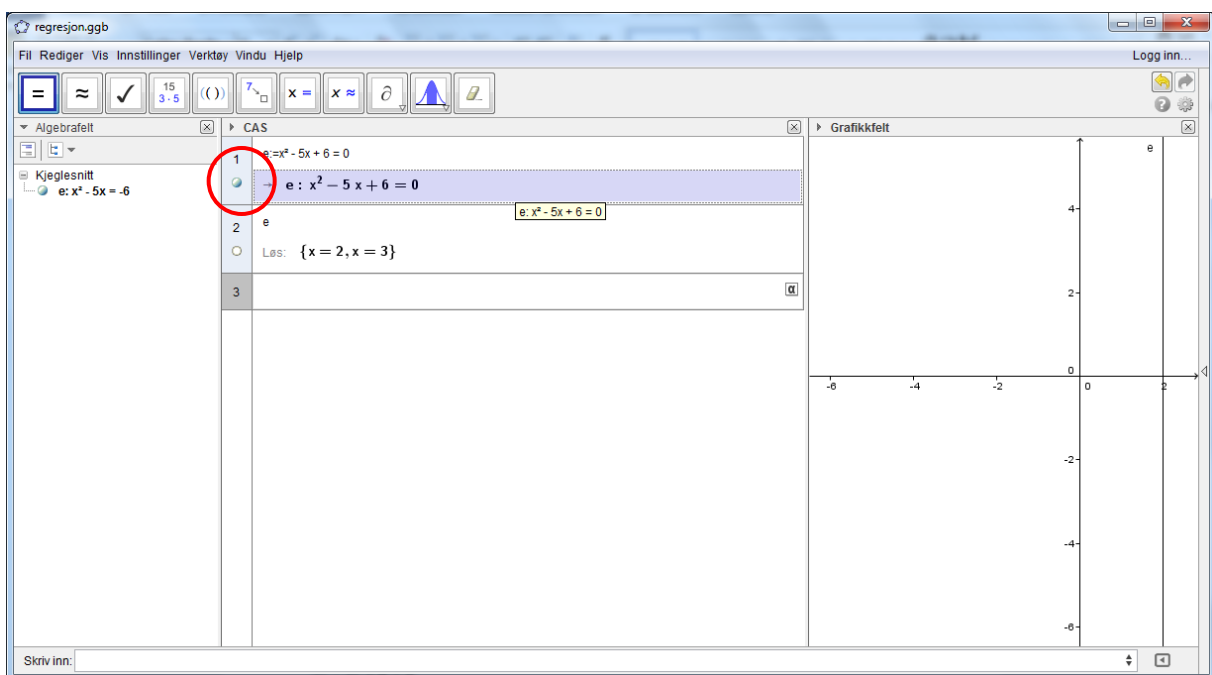 regresjon.ggb
Fil Rediger Vis Innstillinger Verktøy Vindu Hjelp Logg inn...
= ≈ ✓ 15 3·5 (( )) 7 x = x ≈ ∂
Algebrafelt
CAS
Grafikkfelt
Kjeglesnitt
e: x² - 5x = -6
1
e:=x² - 5x + 6 = 0
→ e : x² − 5 x + 6 = 0
e: x² - 5x + 6 = 0
2
e
Løs: {x = 2, x = 3}
3
α
e
4
2
0
-6 -4 -2 0 2
-2
-4
-6
Skriv inn: